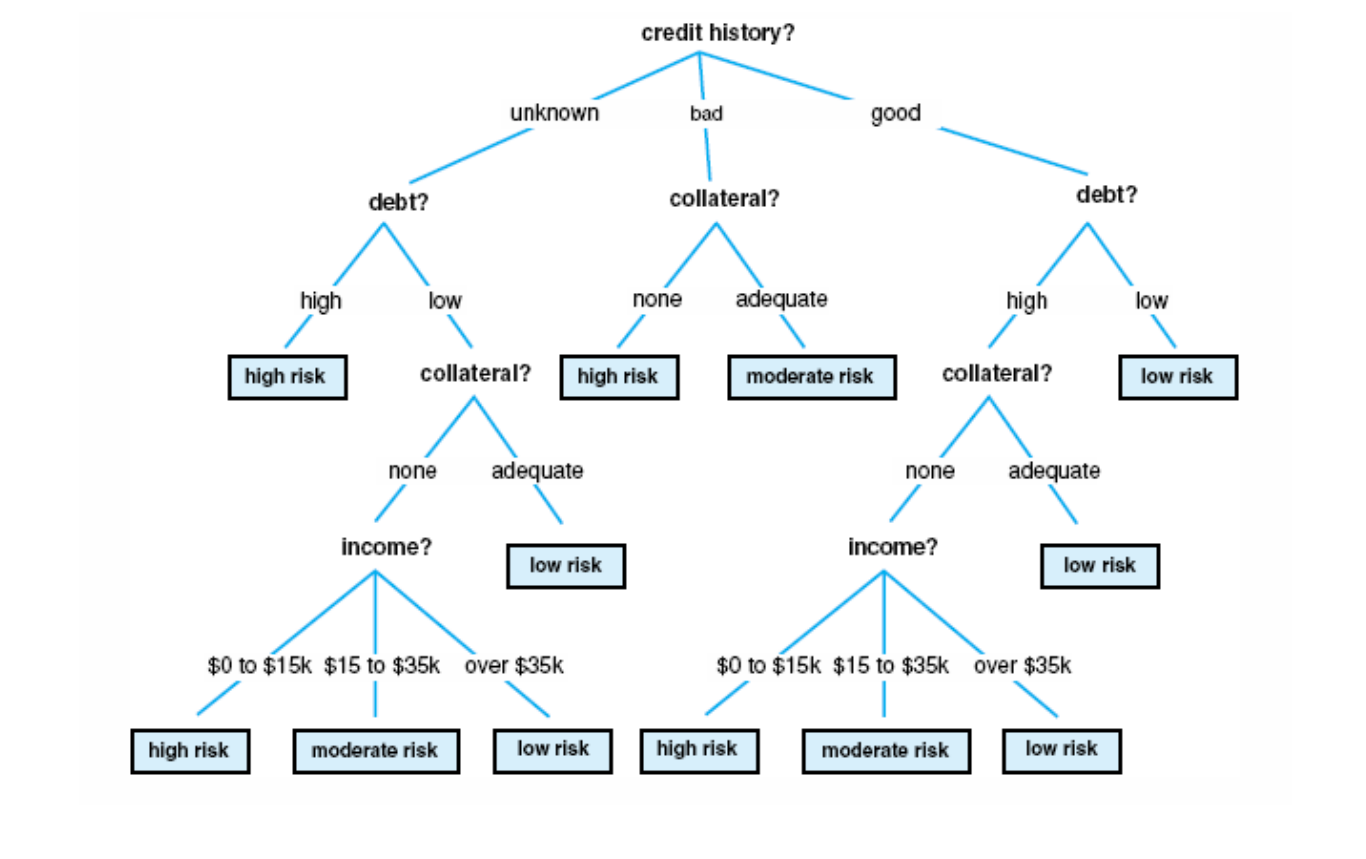 credit history?
unknown bad good
debt? collateral? debt?
high low none adequate high low
high risk collateral? high risk moderate risk collateral? low risk
none adequate none adequate
income? low risk income? low risk
$0 to $15k $15 to $35k over $35k $0 to $15k $15 to $35k over $35k
high risk moderate risk low risk high risk moderate risk low risk